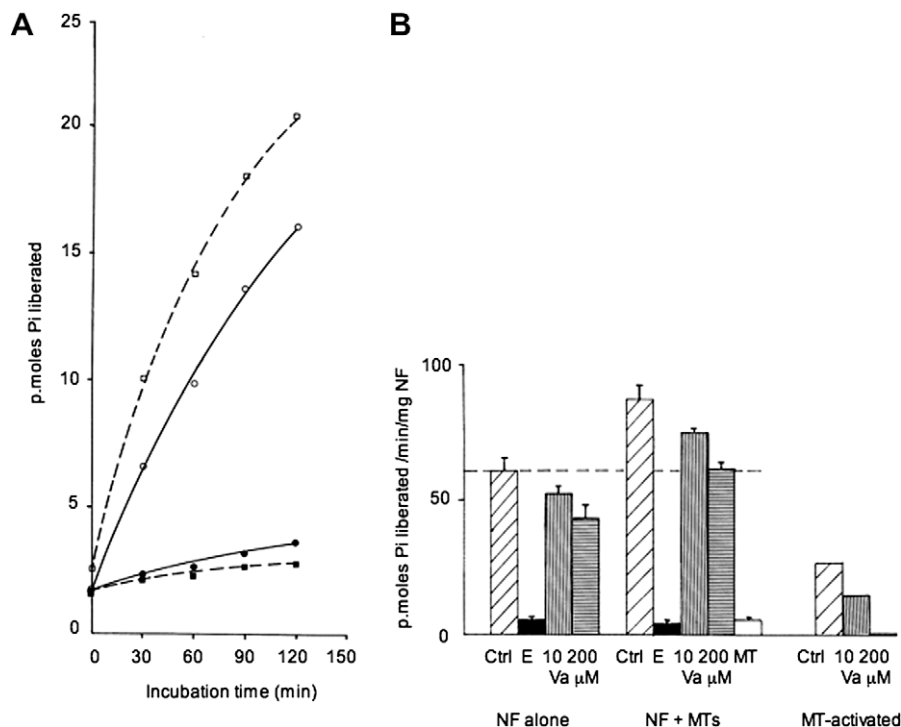 A
B
p.moles Pi liberated
25
20
15
10
5
0
0 30 60 90 120
Incubation time (min)
p.moles Pi liberated /min/mg NF
100
50
0
Ctrl E 10 200 Ctrl E 10 200 MT Ctrl 10 200
Va µM Va µM Va µM
NF alone NF + MTs MT-activated